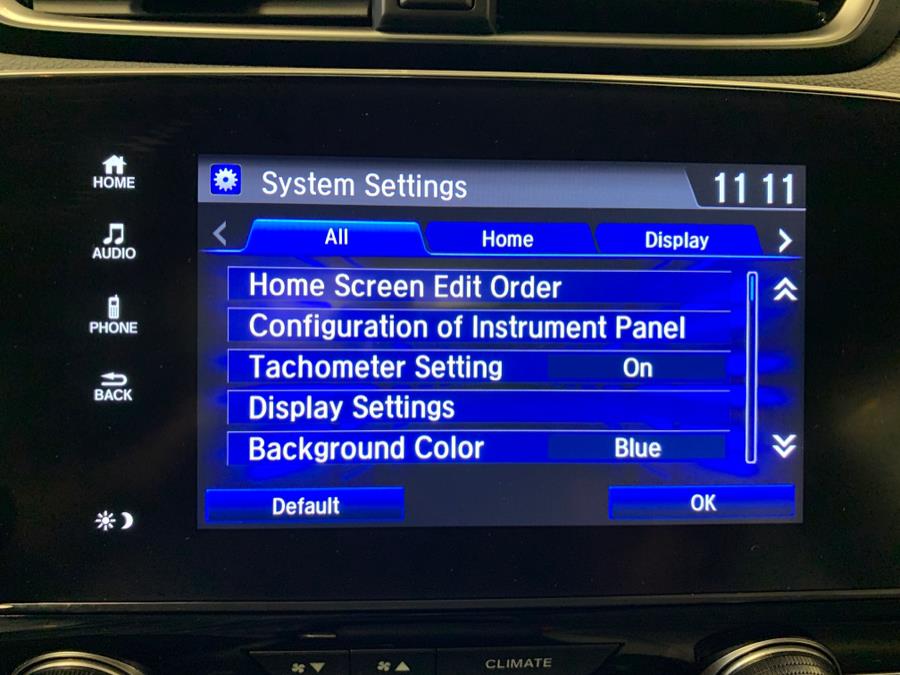 System Settings
11 11
All
Home
Display
Home Screen Edit Order
Configuration of Instrument Panel
Tachometer Setting On
Display Settings
Background Color Blue
Default
OK
HOME
AUDIO
PHONE
BACK
CLIMATE